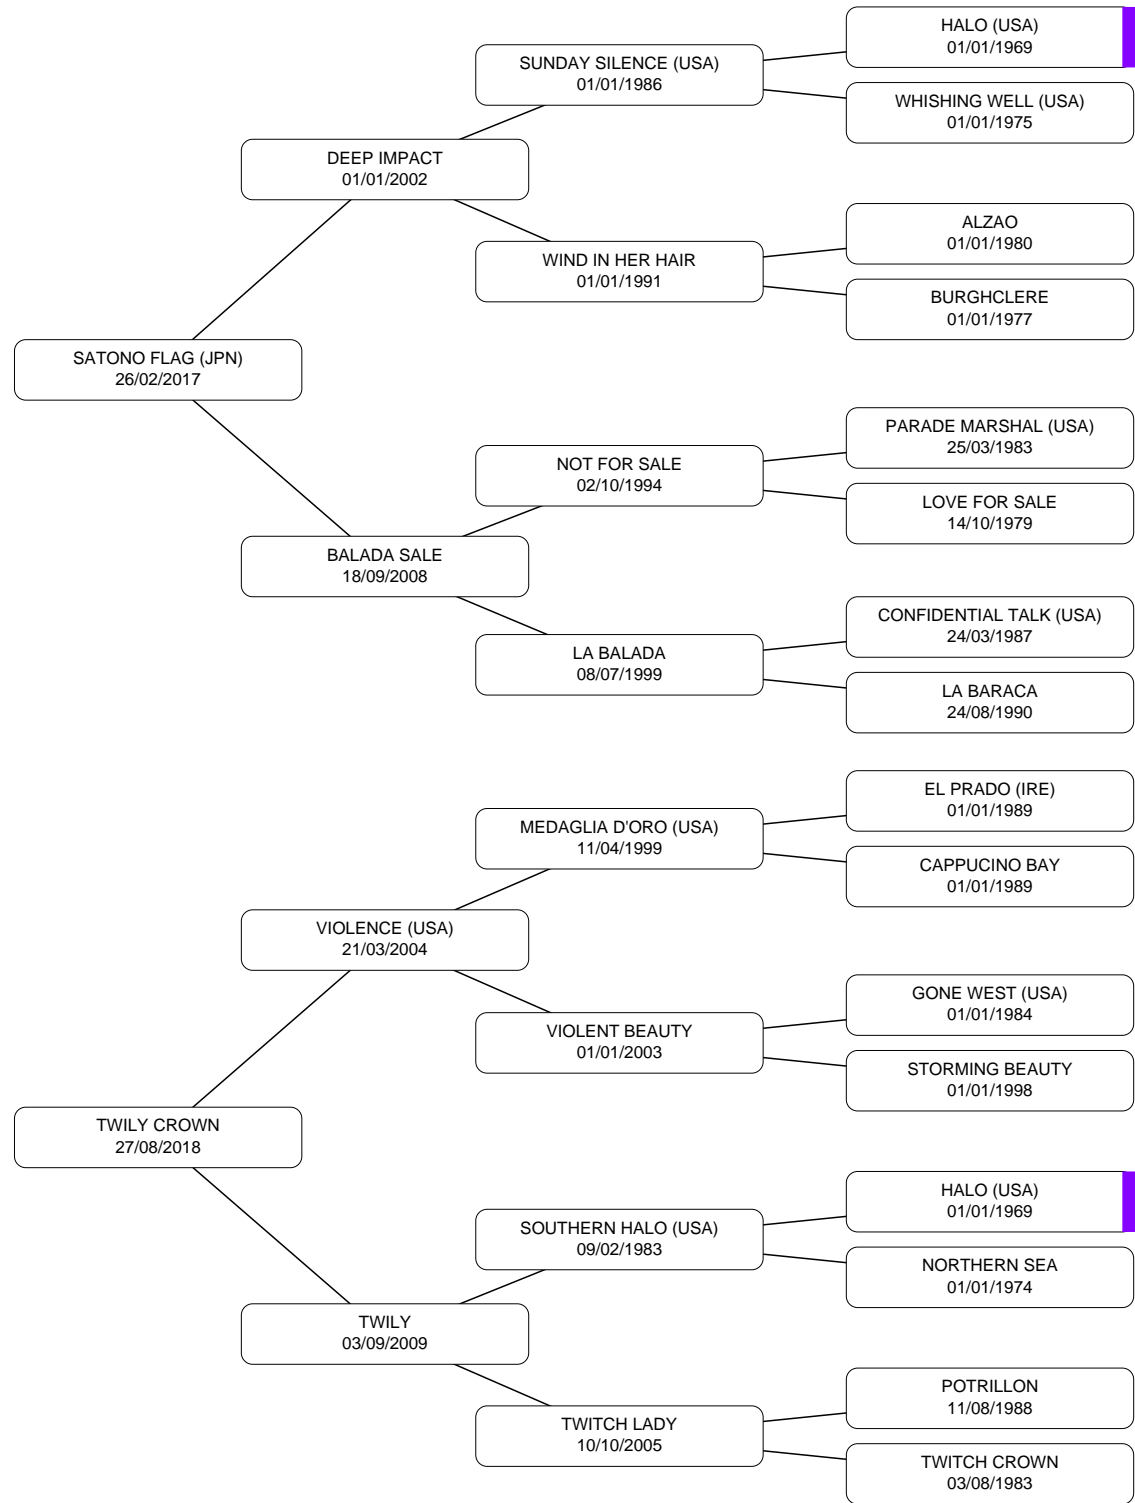 HALO (USA)
01/01/1969
SUNDAY SILENCE (USA)
01/01/1986
WHISHING WELL (USA)
01/01/1975
DEEP IMPACT
01/01/2002
ALZAO
01/01/1980
WIND IN HER HAIR
01/01/1991
BURGHCLERE
01/01/1977
SATONO FLAG (JPN)
26/02/2017
PARADE MARSHAL (USA)
25/03/1983
NOT FOR SALE
02/10/1994
LOVE FOR SALE
14/10/1979
BALADA SALE
18/09/2008
CONFIDENTIAL TALK (USA)
24/03/1987
LA BALADA
08/07/1999
LA BARACA
24/08/1990
EL PRADO (IRE)
01/01/1989
MEDAGLIA D'ORO (USA)
11/04/1999
CAPPUCINO BAY
01/01/1989
VIOLENCE (USA)
21/03/2004
GONE WEST (USA)
01/01/1984
VIOLENT BEAUTY
01/01/2003
STORMING BEAUTY
01/01/1998
TWILY CROWN
27/08/2018
HALO (USA)
01/01/1969
SOUTHERN HALO (USA)
09/02/1983
NORTHERN SEA
01/01/1974
TWILY
03/09/2009
POTRILLON
11/08/1988
TWITCH LADY
10/10/2005
TWITCH CROWN
03/08/1983